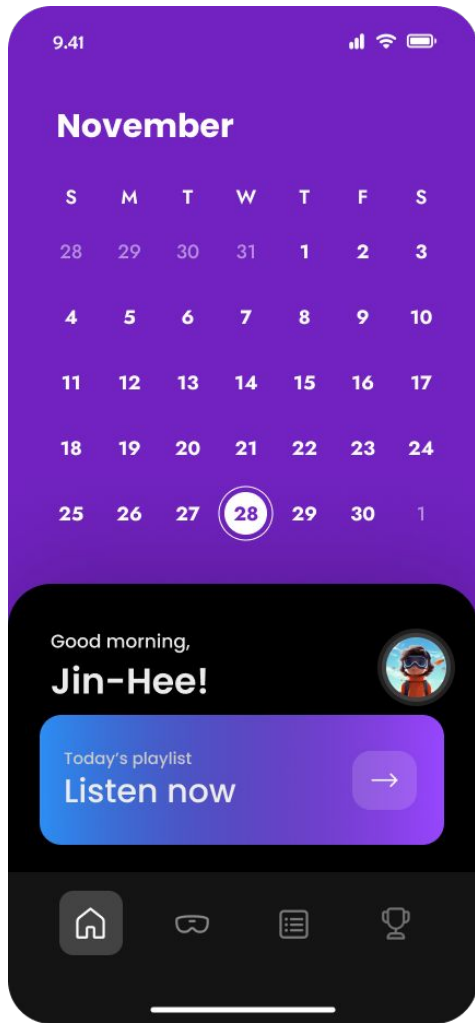 9.41
November
S M T W T F S
28 29 30 31 1 2 3
4 5 6 7 8 9 10
11 12 13 14 15 16 17
18 19 20 21 22 23 24
25 26 27 28 29 30 1
Good morning,
Jin-Hee!
Today's playlist
Listen now